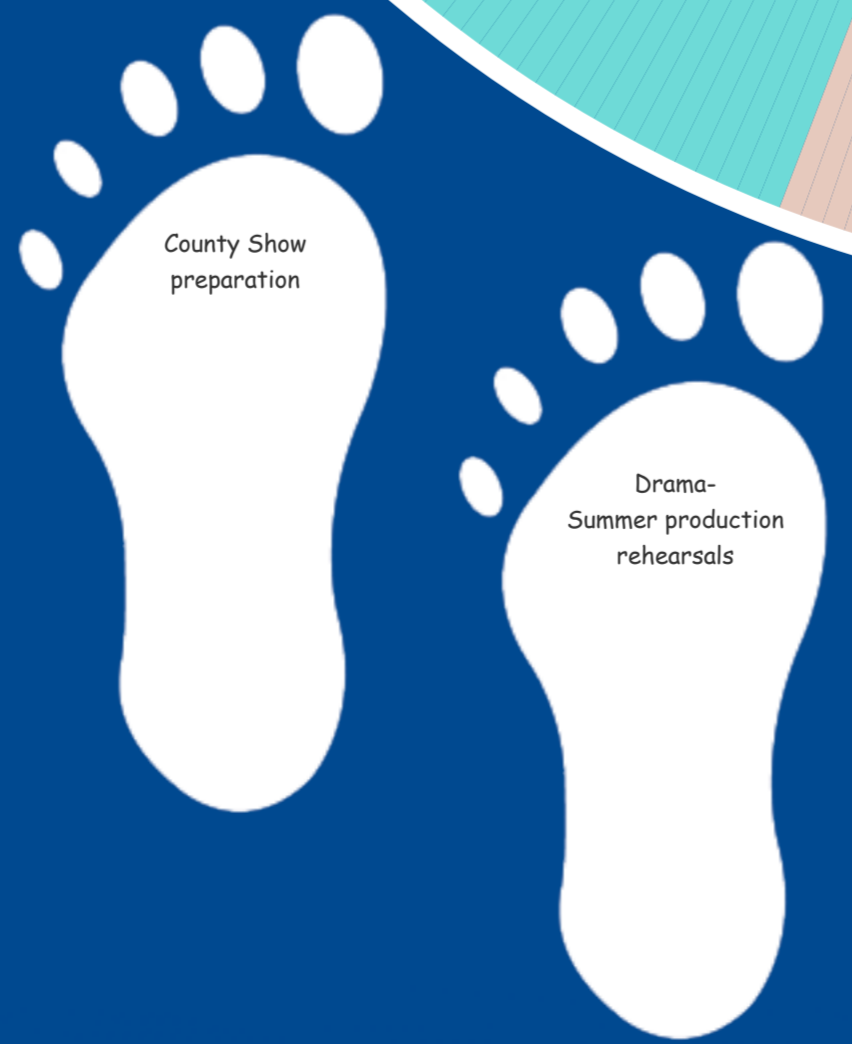 County Show
preparation
Drama-
Summer production
rehearsals